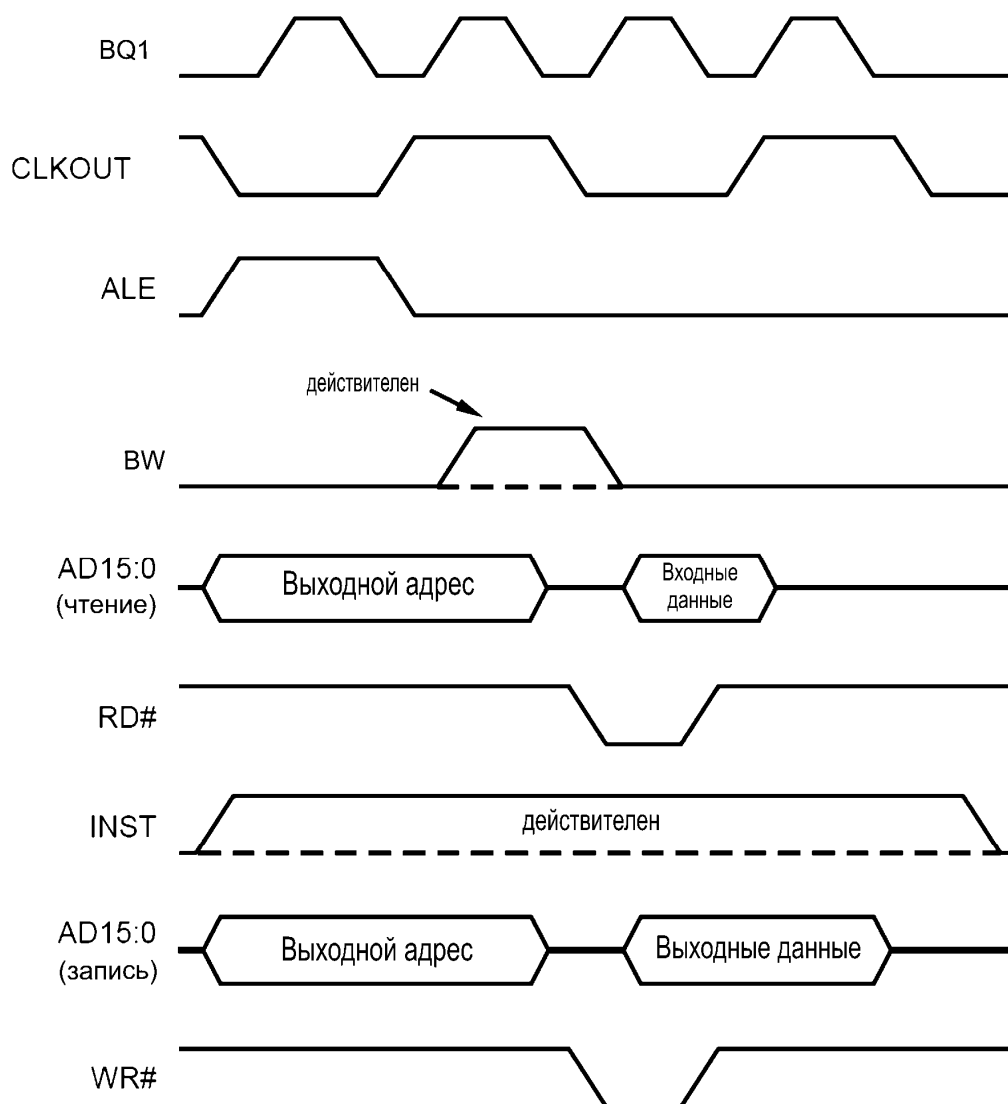 BQ1
CLKOUT
ALE
действителен
BW
AD15:0
(чтение)
Выходной адрес
Входные
данные
RD#
INST
действителен
AD15:0
(запись)
Выходной адрес
Выходные данные
WR#